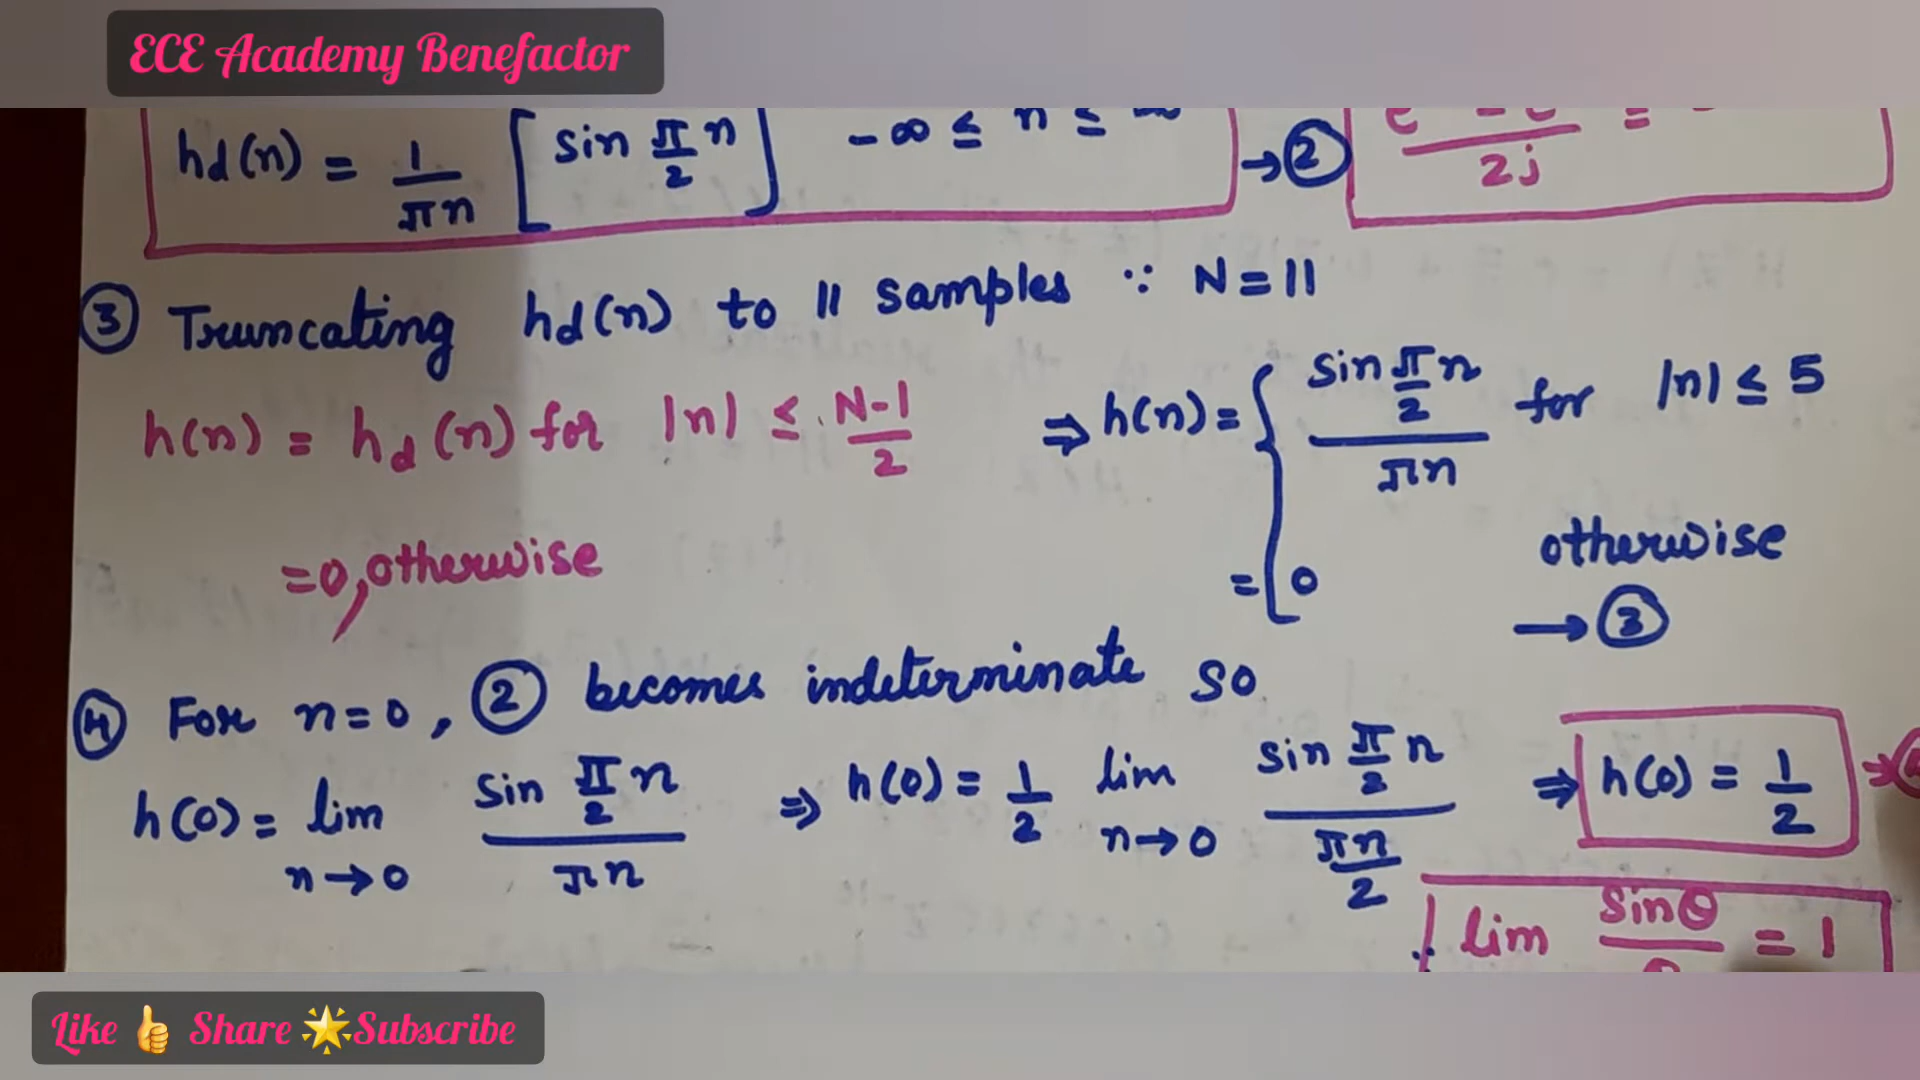 ECE Academy Benefactor
hd(n) = 1/πn [sin π/2 n] -∞ ≤ n ≤ ∞ → ②
2j
③ Truncating hd(n) to 11 samples ∵ N=11
h(n) = hd(n) for |n| ≤ N-1/2 ⇒ h(n) = { sin π/2 n / πn for |n| ≤ 5
=0, otherwise = 0 otherwise
→ ③
④ For n=0, ② becomes indeterminate so
h(0) = lim n→0 sin π/2 n / πn ⇒ h(0) = 1/2 lim n→0 sin π/2 n / πn/2 ⇒ h(0) = 1/2
lim sinθ = 1
Like 👍 Share 🌟Subscribe